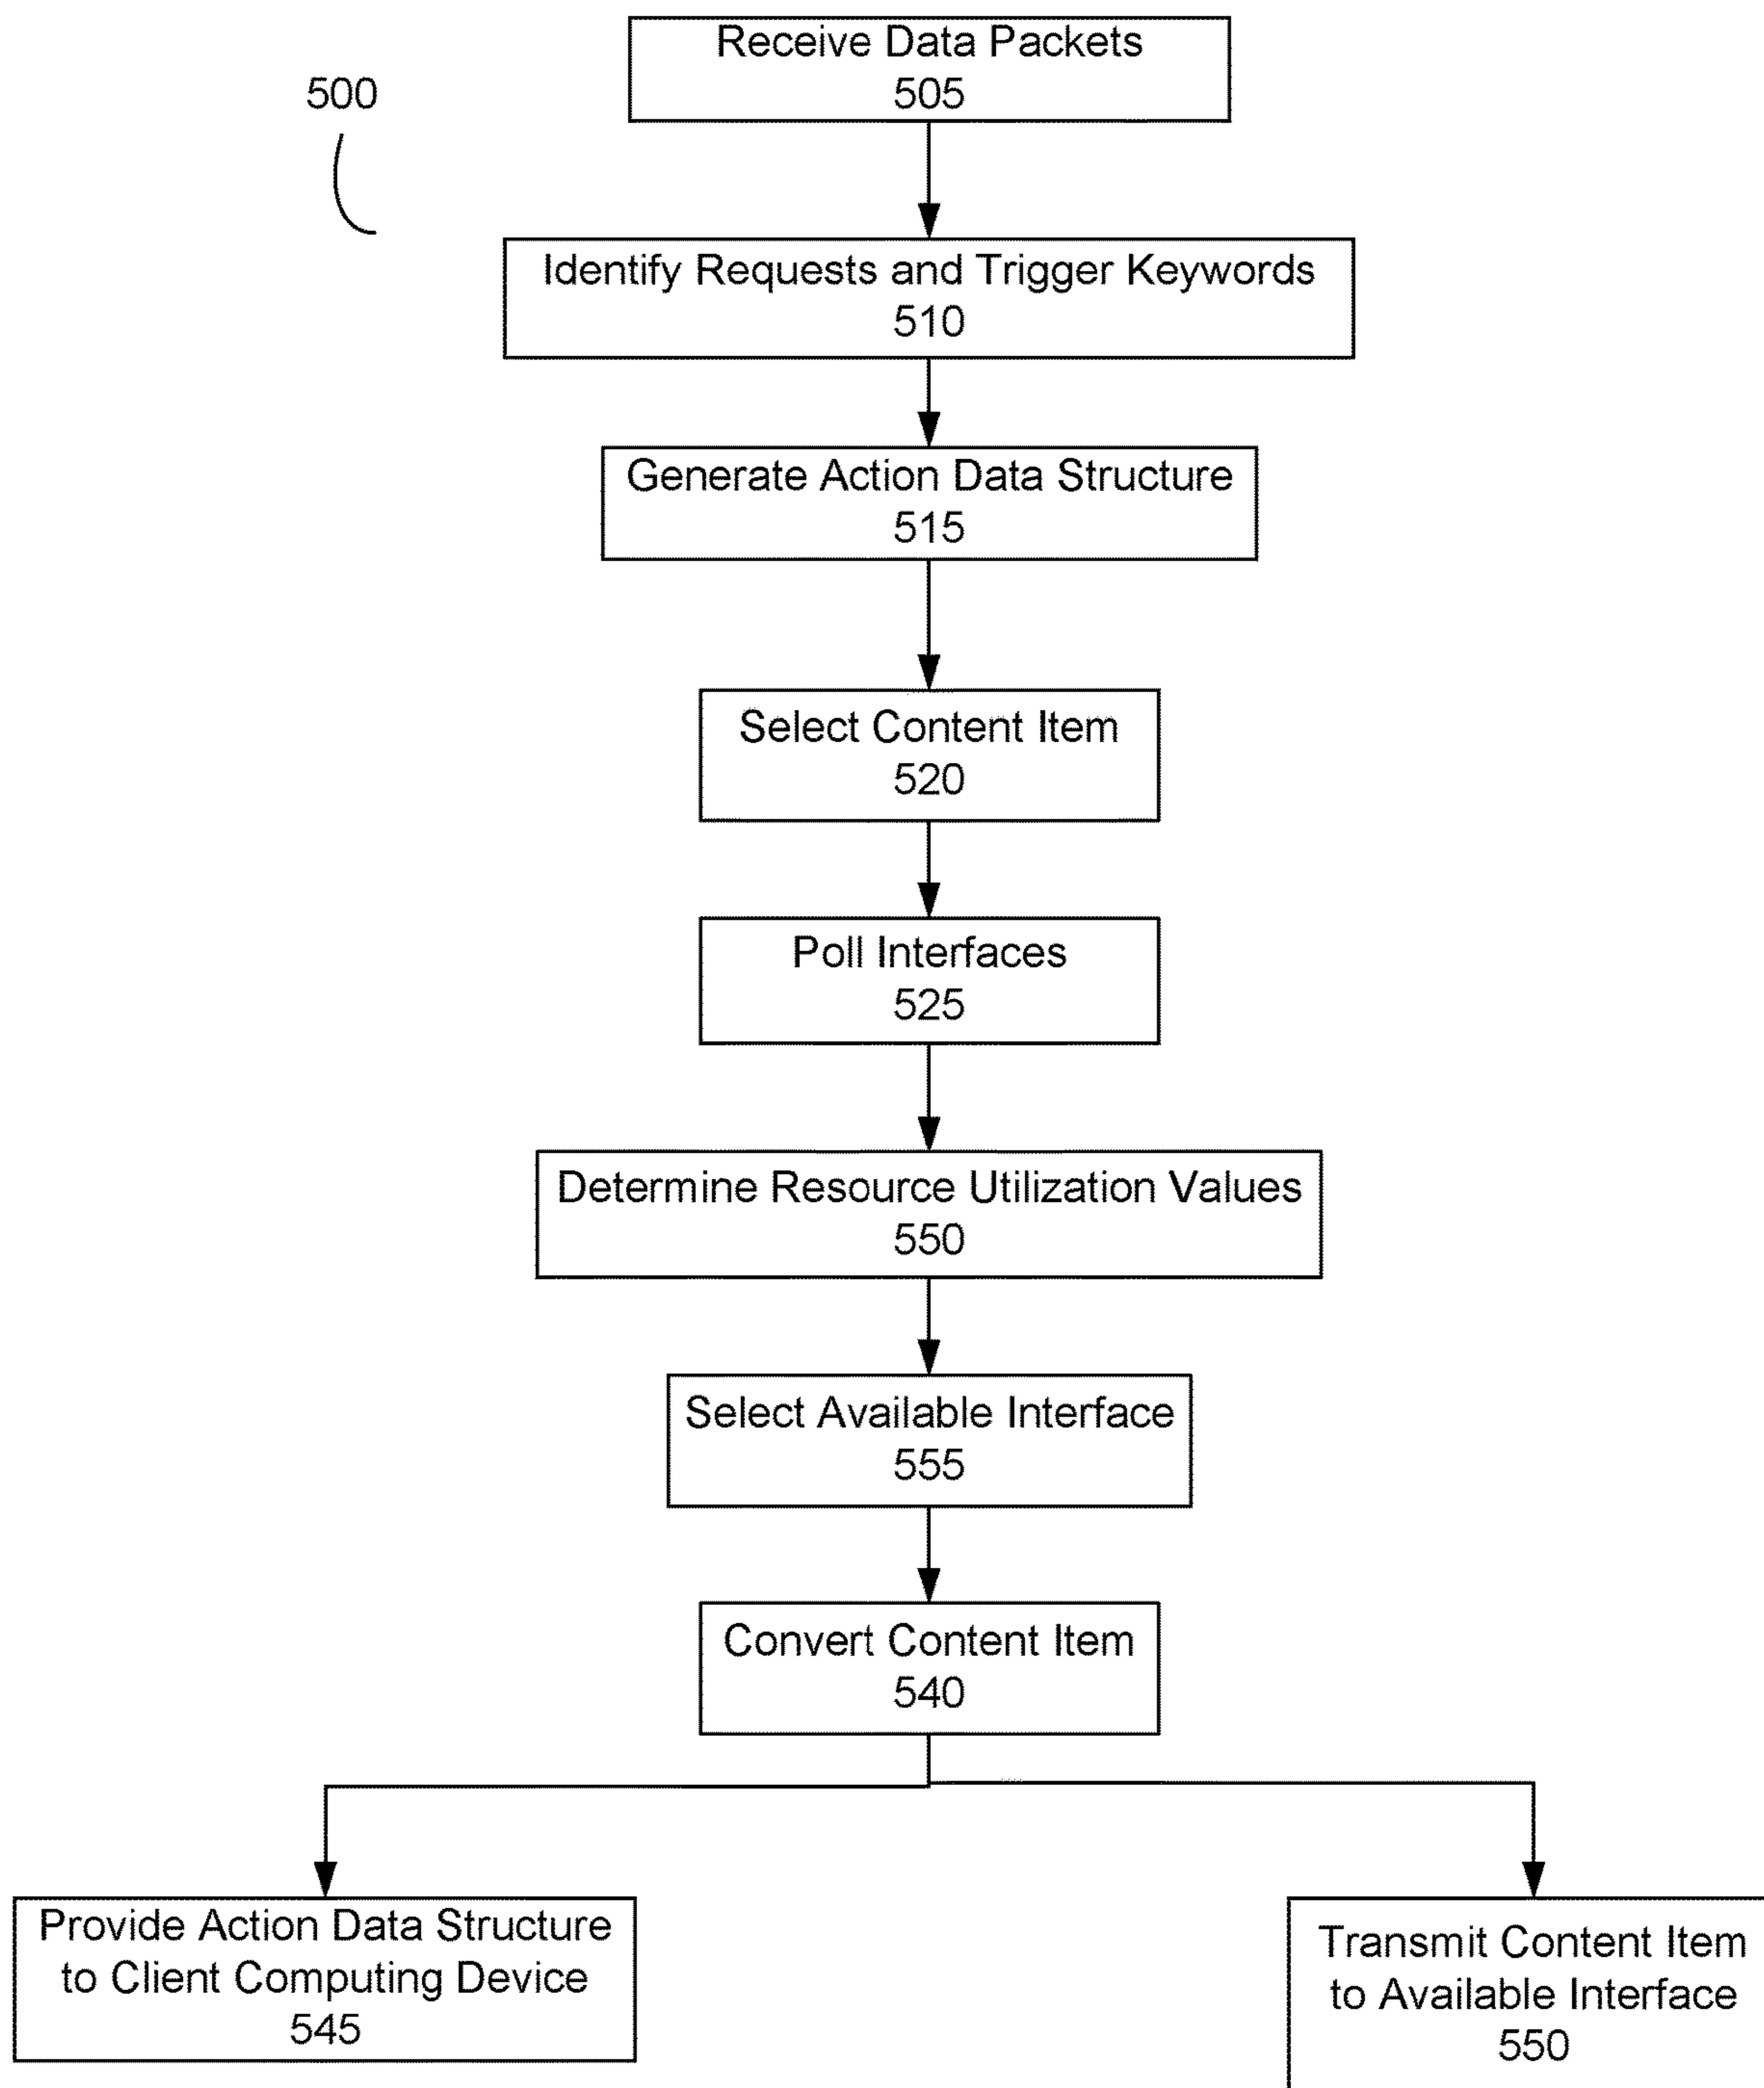 Receive Data Packets
505
500
Identify Requests and Trigger Keywords
510
Generate Action Data Structure
515
Select Content Item
520
Poll Interfaces
525
Determine Resource Utilization Values
550
Select Available Interface
555
Convert Content Item
540
Provide Action Data Structure
to Client Computing Device
545
Transmit Content Item
to Available Interface
550